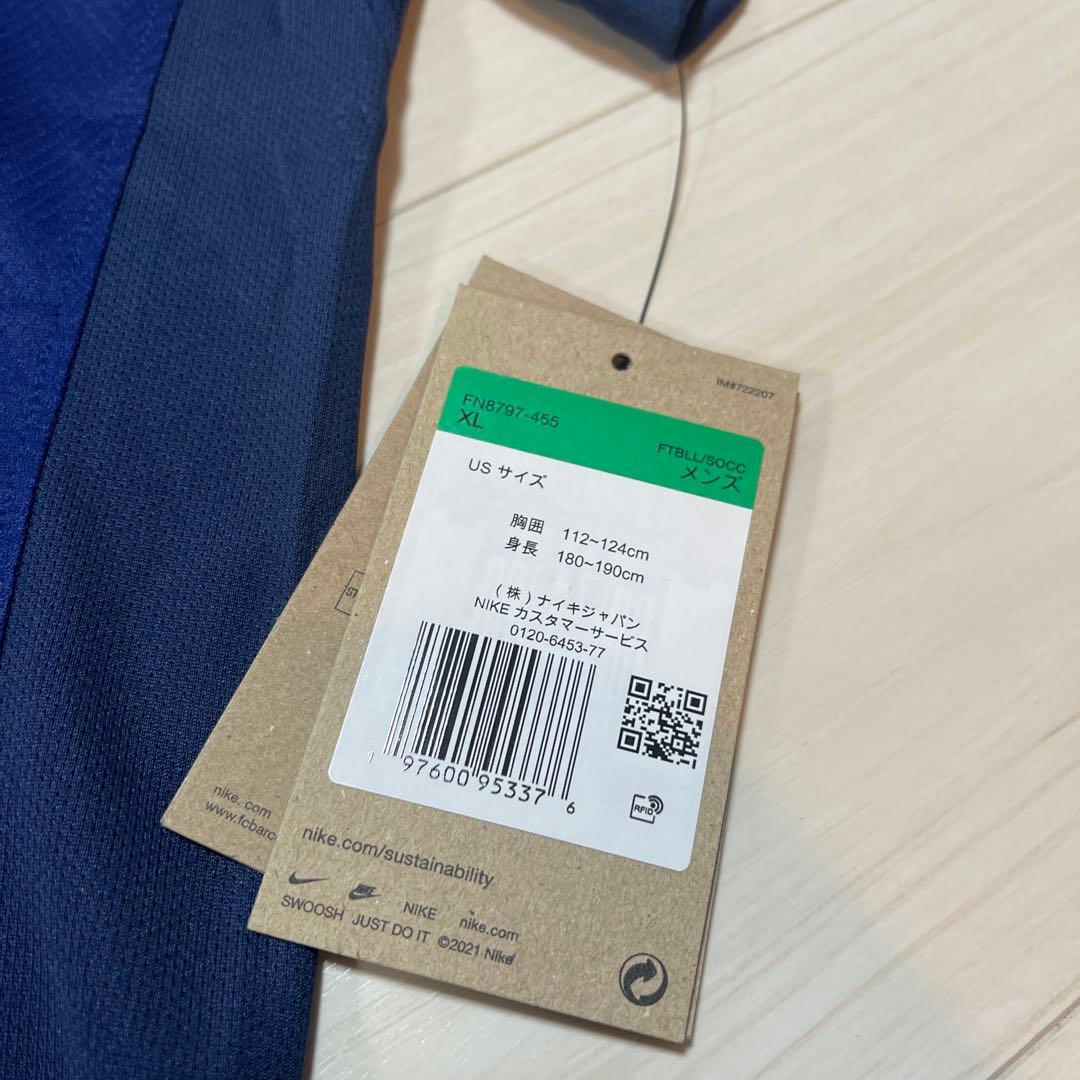 IM#722207
FN8797-455
XL
FTBLL/SOCC
メンズ
US サイズ
胸囲 112~124cm
身長 180~190cm
(株)ナイキジャパン
NIKE カスタマーサービス
0120-6453-77
1 97600 95337 6
RFID
nike.com/sustainability
NIKE nike.com
SWOOSH JUST DO IT ©2021 Nike
nike.com
www.fcbarc